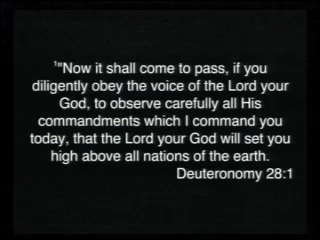 ¹"Now it shall come to pass, if you
diligently obey the voice of the Lord your
God, to observe carefully all His
commandments which I command you
today, that the Lord your God will set you
high above all nations of the earth.
Deuteronomy 28:1